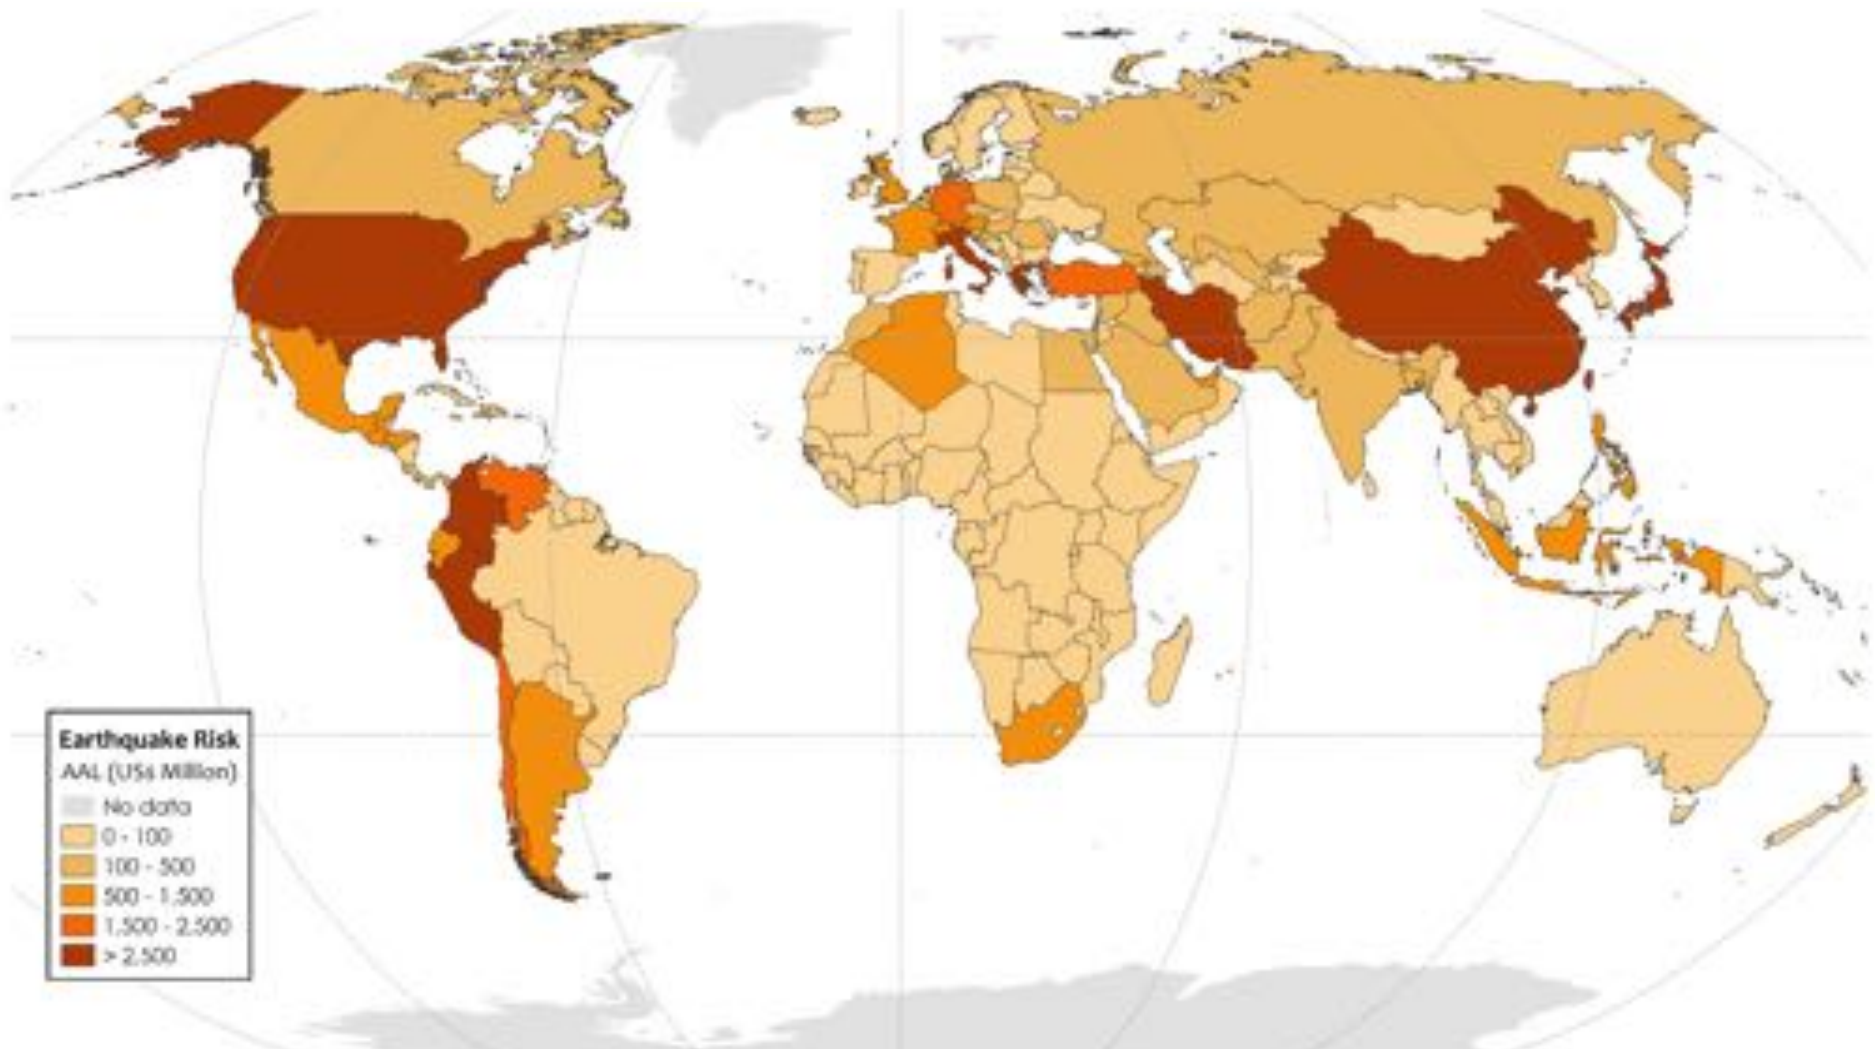 Earthquake Risk
AAL (US$ Million)
No data
0 - 100
100 - 500
500 - 1.500
1.500 - 2.500
> 2.500